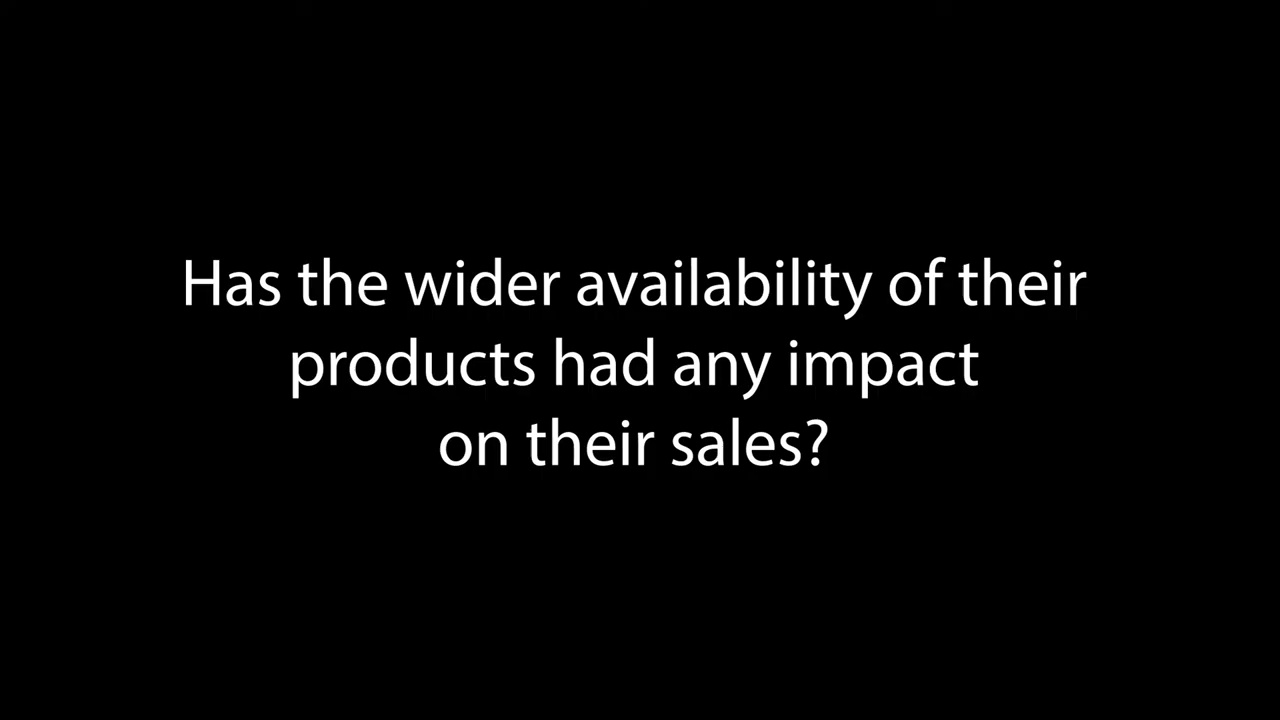 Has the wider availability of their
products had any impact
on their sales?